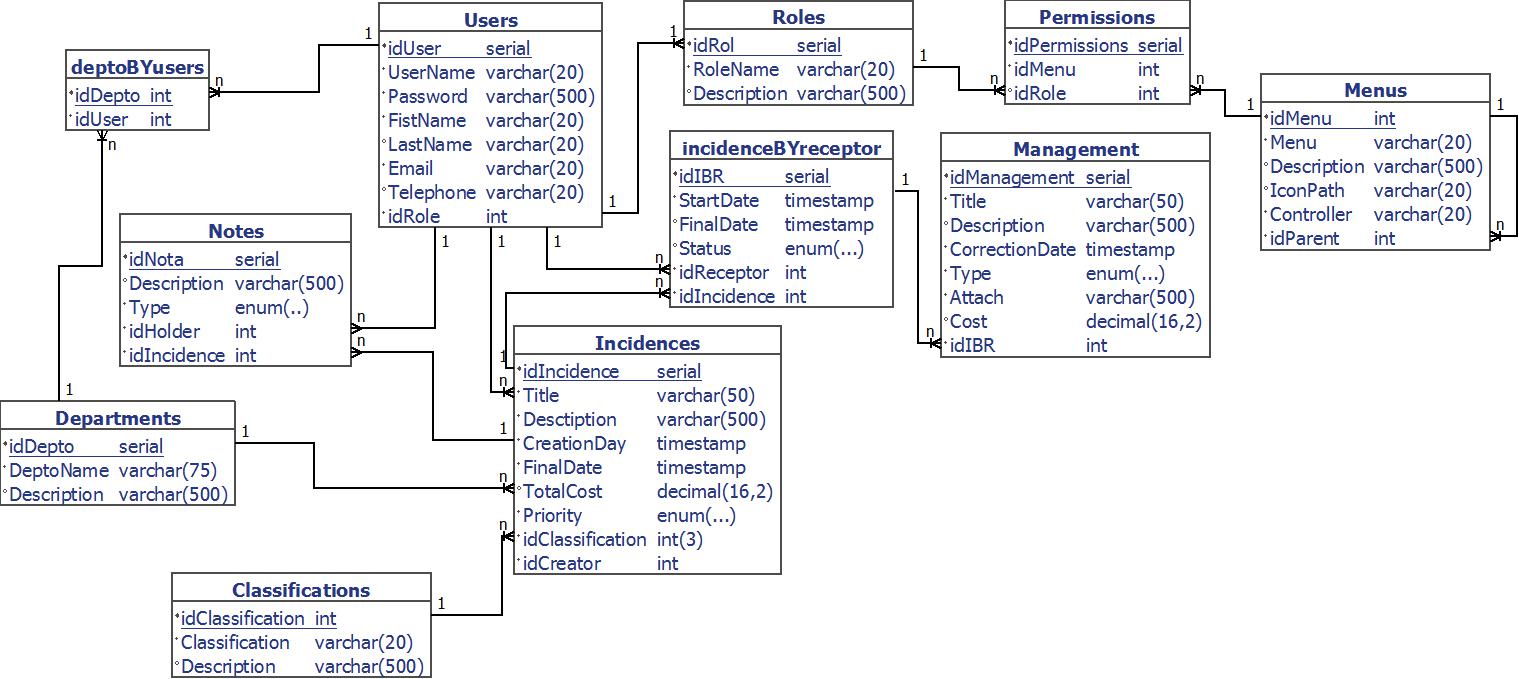 Users
idUser serial
UserName varchar(20)
Password varchar(500)
FistName varchar(20)
LastName varchar(20)
Email varchar(20)
Telephone varchar(20)
idRole int
Roles
idRol serial
RoleName varchar(20)
Description varchar(500)
Permissions
idPermissions serial
idMenu int
idRole int
Menus
idMenu int
Menu varchar(20)
Description varchar(500)
IconPath varchar(20)
Controller varchar(20)
idParent int
deptoBYusers
idDepto int
idUser int
incidenceBYreceptor
idIBR serial
StartDate timestamp
FinalDate timestamp
Status enum(...)
idReceptor int
idIncidence int
Management
idManagement serial
Title varchar(50)
Description varchar(500)
CorrectionDate timestamp
Type enum(...)
Attach varchar(500)
Cost decimal(16,2)
idIBR int
Notes
idNota serial
Description varchar(500)
Type enum(..)
idHolder int
idIncidence int
Incidences
idIncidence serial
Title varchar(50)
Desctiption varchar(500)
CreationDay timestamp
FinalDate timestamp
TotalCost decimal(16,2)
Priority enum(...)
idClassification int(3)
idCreator int
Departments
idDepto serial
DeptoName varchar(75)
Description varchar(500)
Classifications
idClassification int
Classification varchar(20)
Description varchar(500)
1
n
1
1
1
n
n
1
1
n
n
1
1
1
1
n
n
1
n
n
n
1
n
1
1
n
1
n